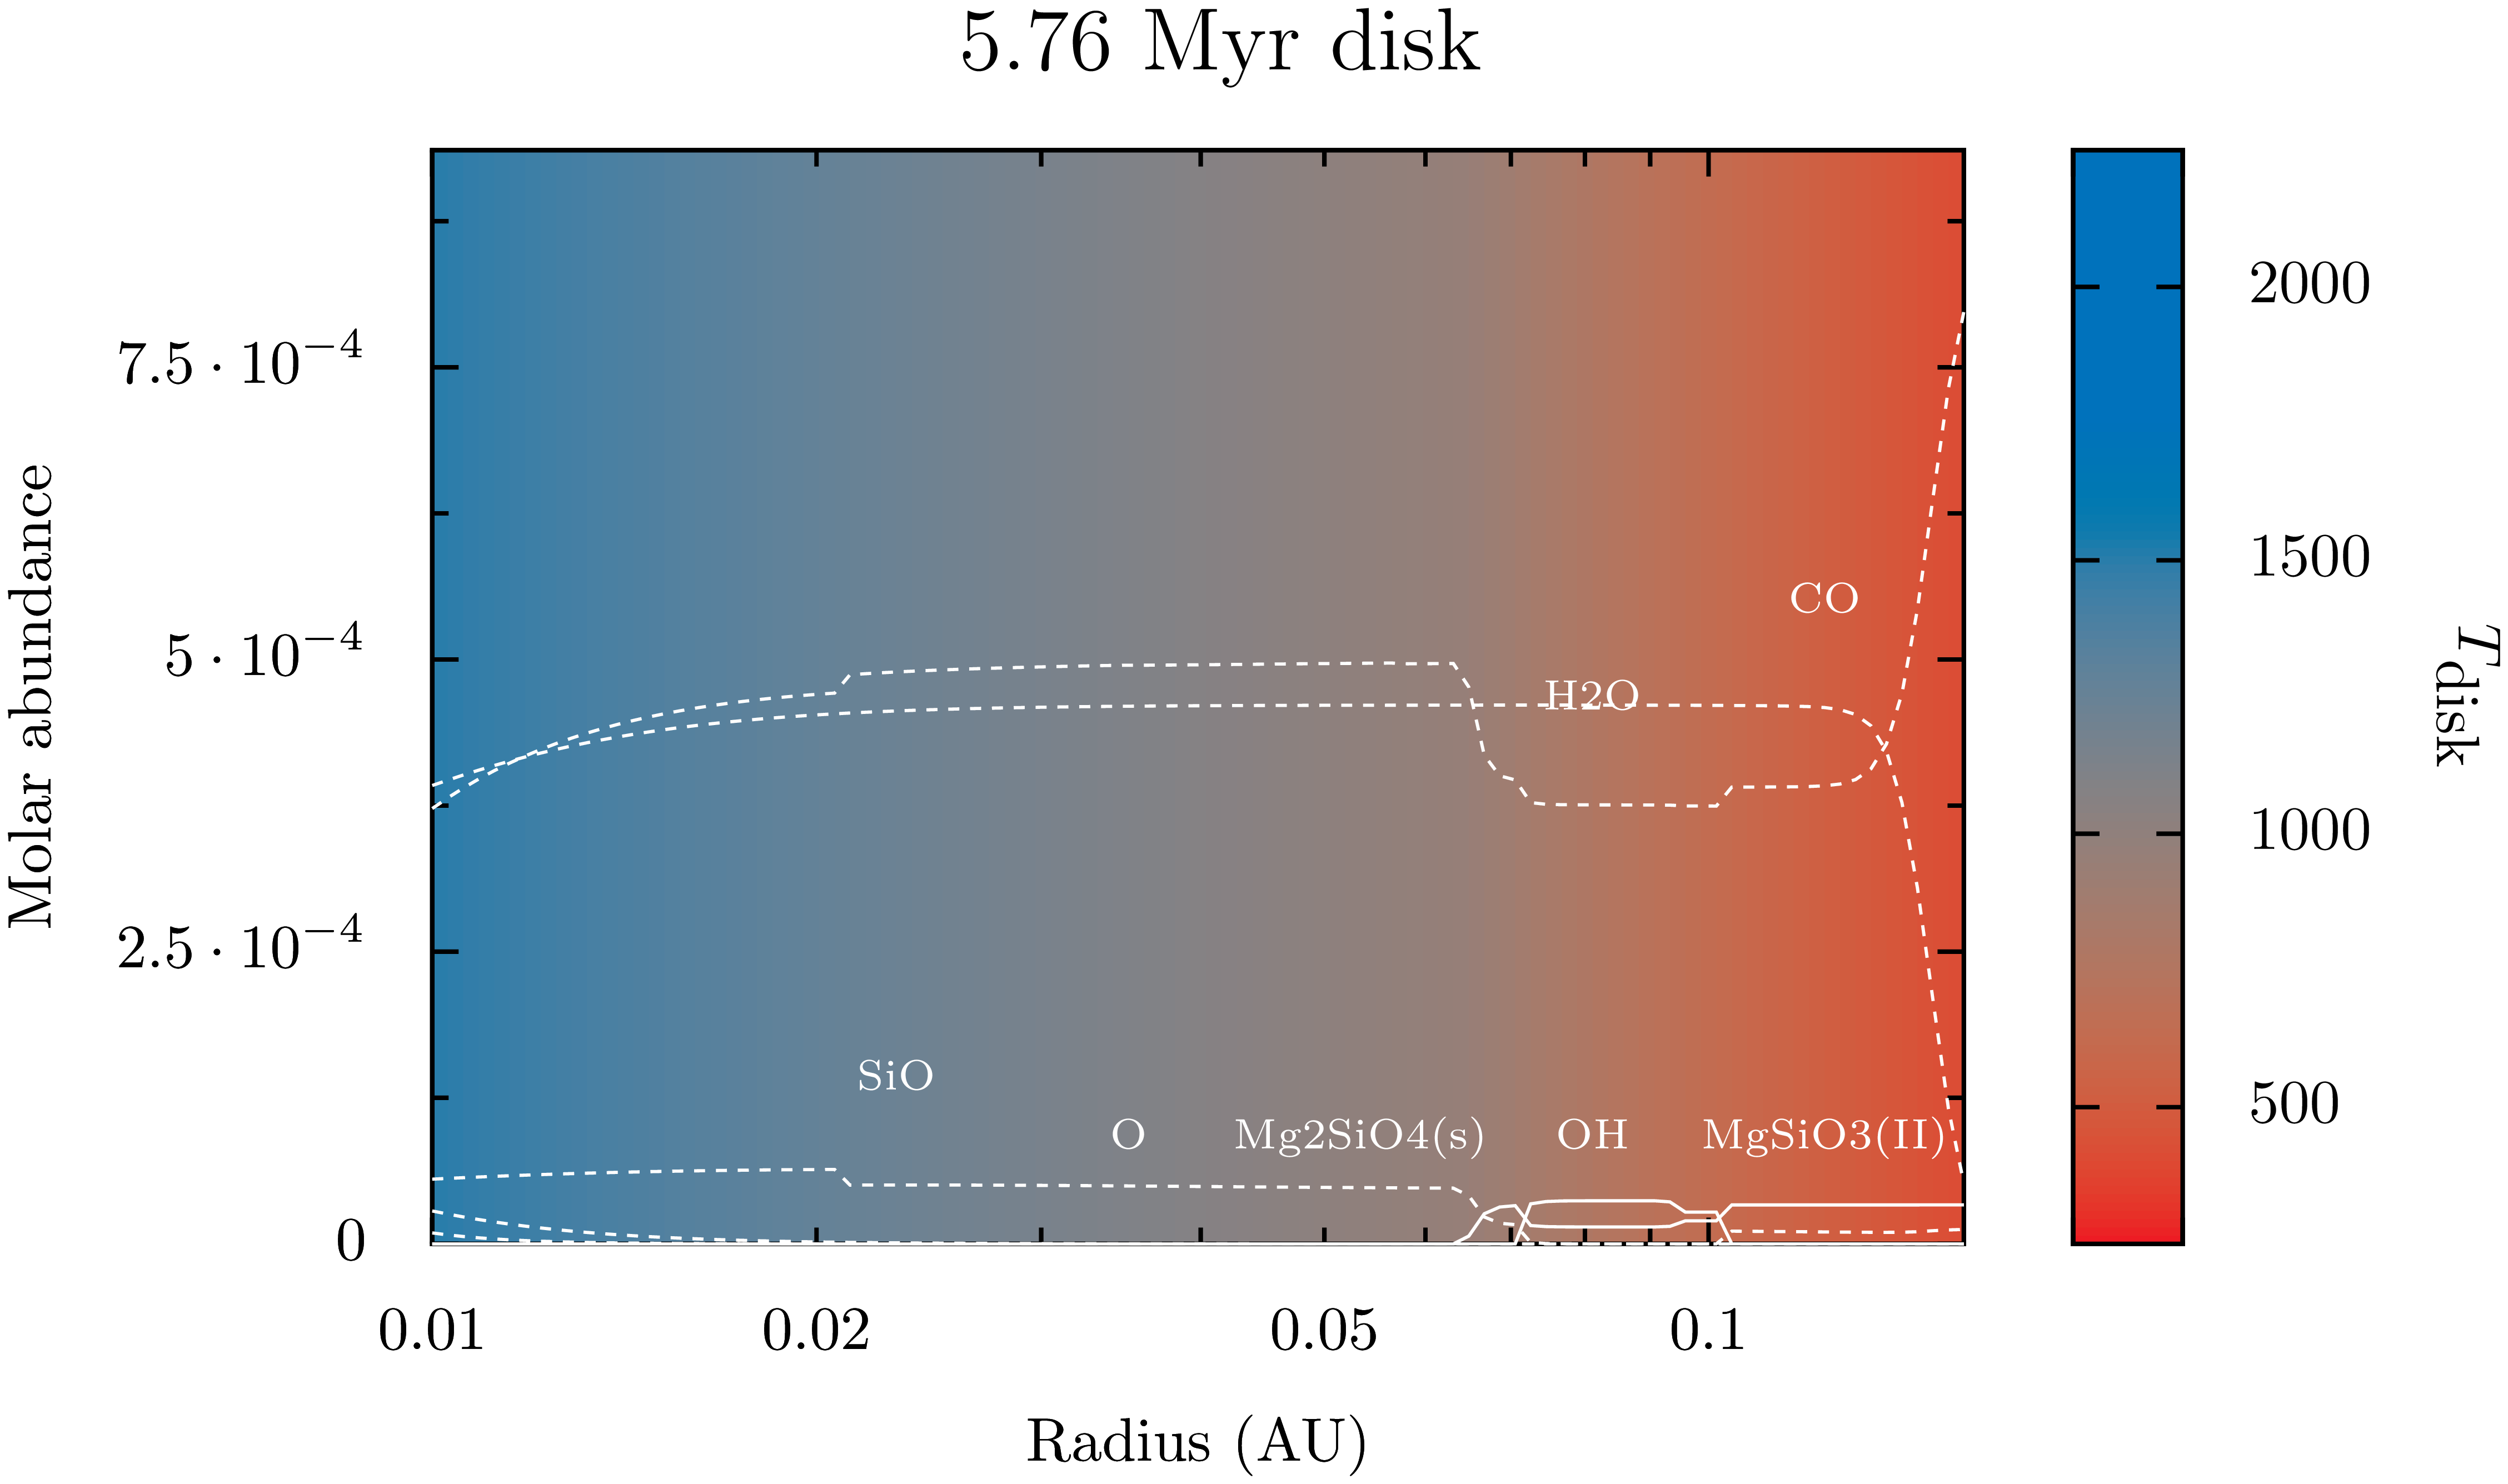 5.76 Myr disk
Molar abundance
7.5 · 10⁻⁴
5 · 10⁻⁴
2.5 · 10⁻⁴
0
CO
H2O
SiO
O
Mg2SiO4(s)
OH
MgSiO3(II)
0.01
0.02
0.05
0.1
Radius (AU)
2000
1500
1000
500
T_disk